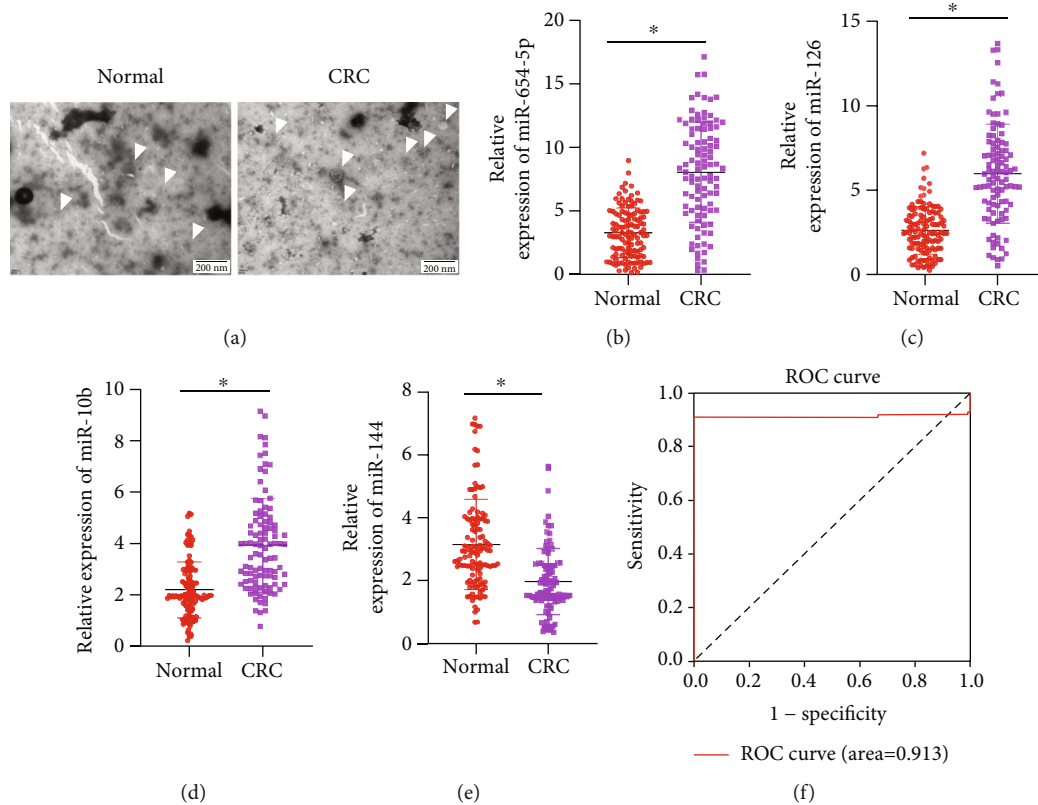 Normal
CRC
200 nm
200 nm
(a)
Relative
expression of miR-654-5p
20
15
10
5
0
*
Normal
CRC
(b)
Relative
expression of miR-126
15
10
5
0
*
Normal
CRC
(c)
Relative expression of miR-10b
10
8
6
4
2
0
*
Normal
CRC
(d)
Relative
expression of miR-144
8
6
4
2
0
*
Normal
CRC
(e)
ROC curve
Sensitivity
1.0
0.8
0.6
0.4
0.2
0.0
0.0 0.2 0.4 0.6 0.8 1.0
1 − specificity
ROC curve (area=0.913)
(f)